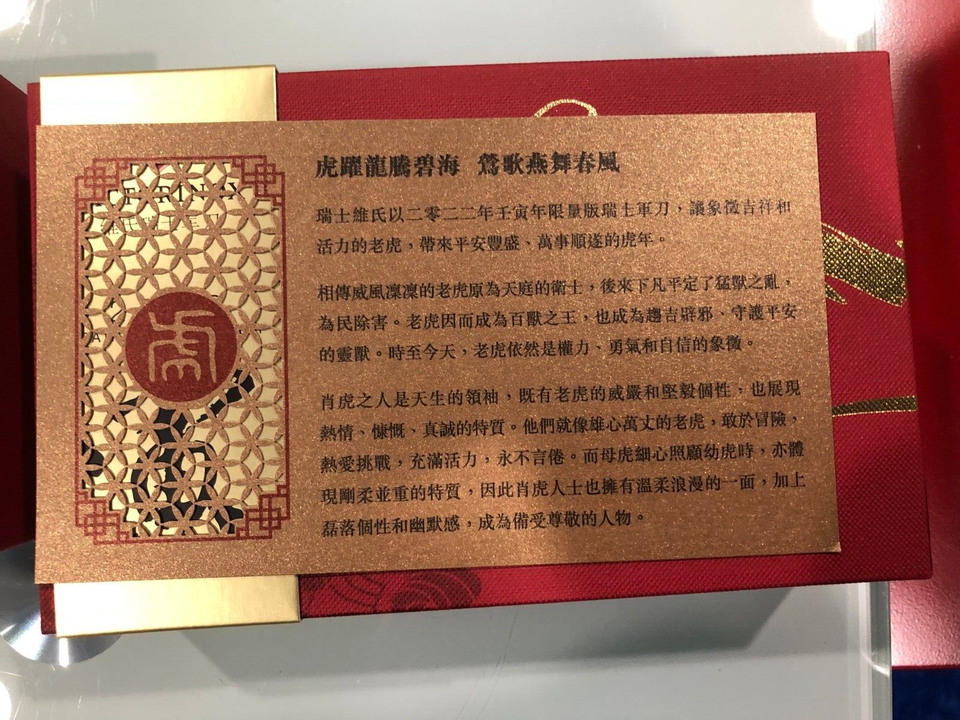 虎躍龍騰碧海 鶯歌燕舞春風
瑞士維氏以二零二二年壬寅年限量版瑞士軍刀，讓象徵吉祥和
活力的老虎，帶來平安豐盛、萬事順遂的虎年。
相傳威風凜凜的老虎原為天庭的衛士，後來下凡平定了猛獸之亂，
為民除害。老虎因而成為百獸之王，也成為趨吉辟邪、守護平安
的靈獸。時至今天，老虎依然是權力、勇氣和自信的象徵。
肖虎之人是天生的領袖，既有老虎的威嚴和堅毅個性，也展現
熱情、慷慨、真誠的特質。他們就像雄心萬丈的老虎，敢於冒險，
熱愛挑戰，充滿活力，永不言倦。而母虎細心照顧幼虎時，亦體
現剛柔並重的特質，因此肖虎人士也擁有溫柔浪漫的一面，加上
磊落個性和幽默感，成為備受尊敬的人物。
虎